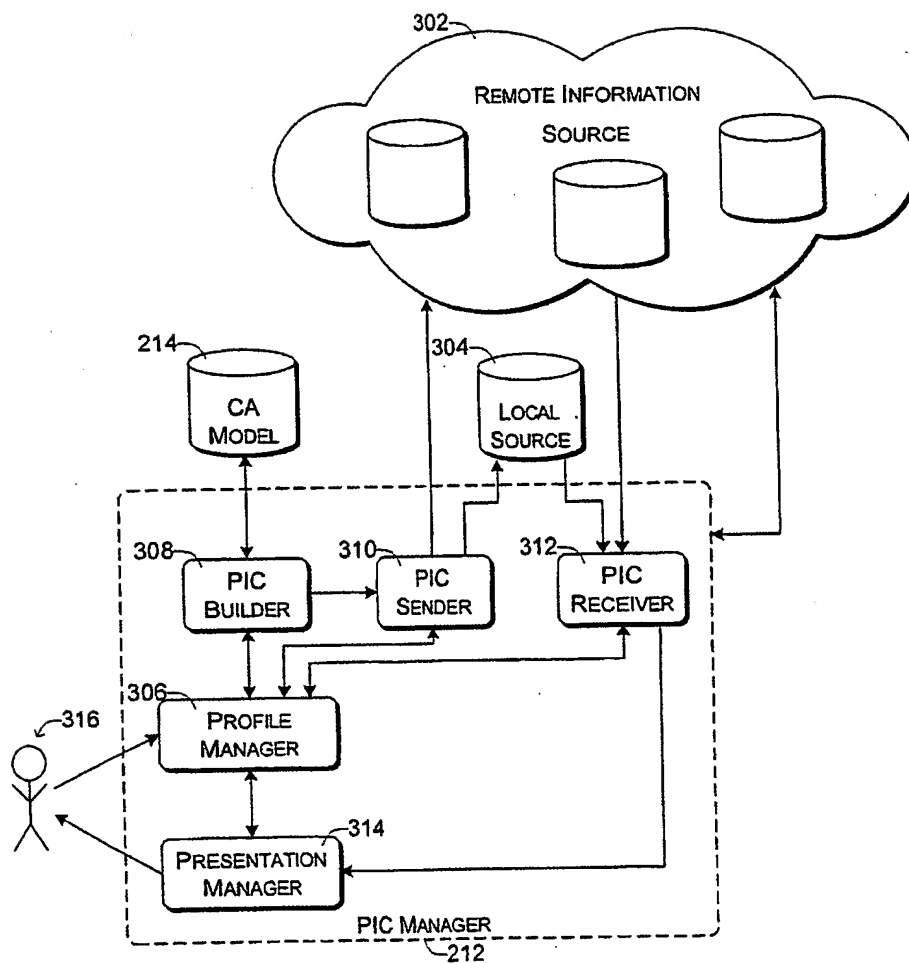 302
REMOTE INFORMATION
SOURCE
214
304
CA
MODEL
LOCAL
SOURCE
308
310
312
PIC
BUILDER
PIC
SENDER
PIC
RECEIVER
306
316
PROFILE
MANAGER
314
PRESENTATION
MANAGER
PIC MANAGER
212